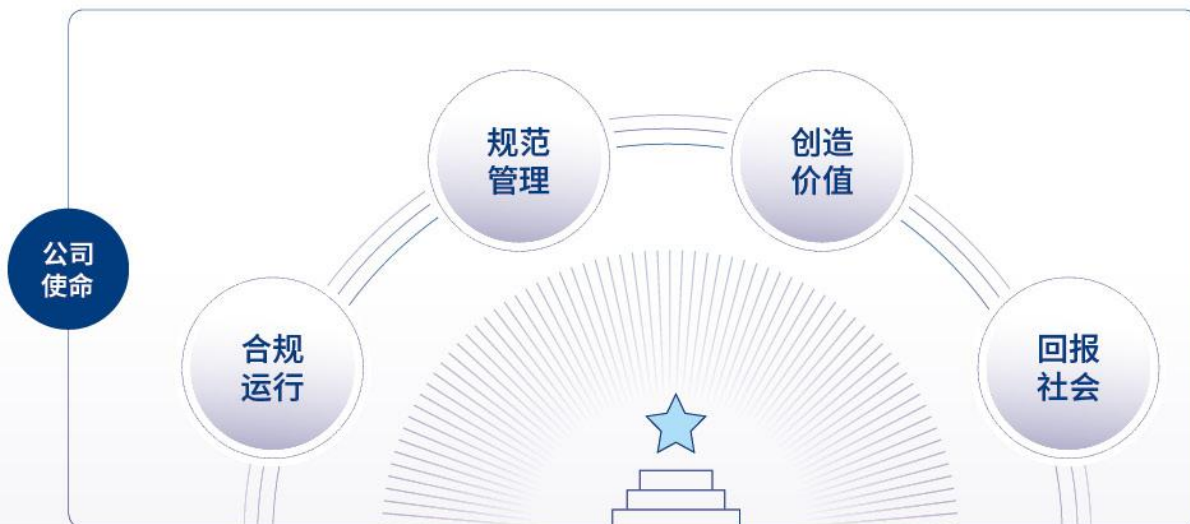 公司
使命
合规
运行
规范
管理
创造
价值
回报
社会